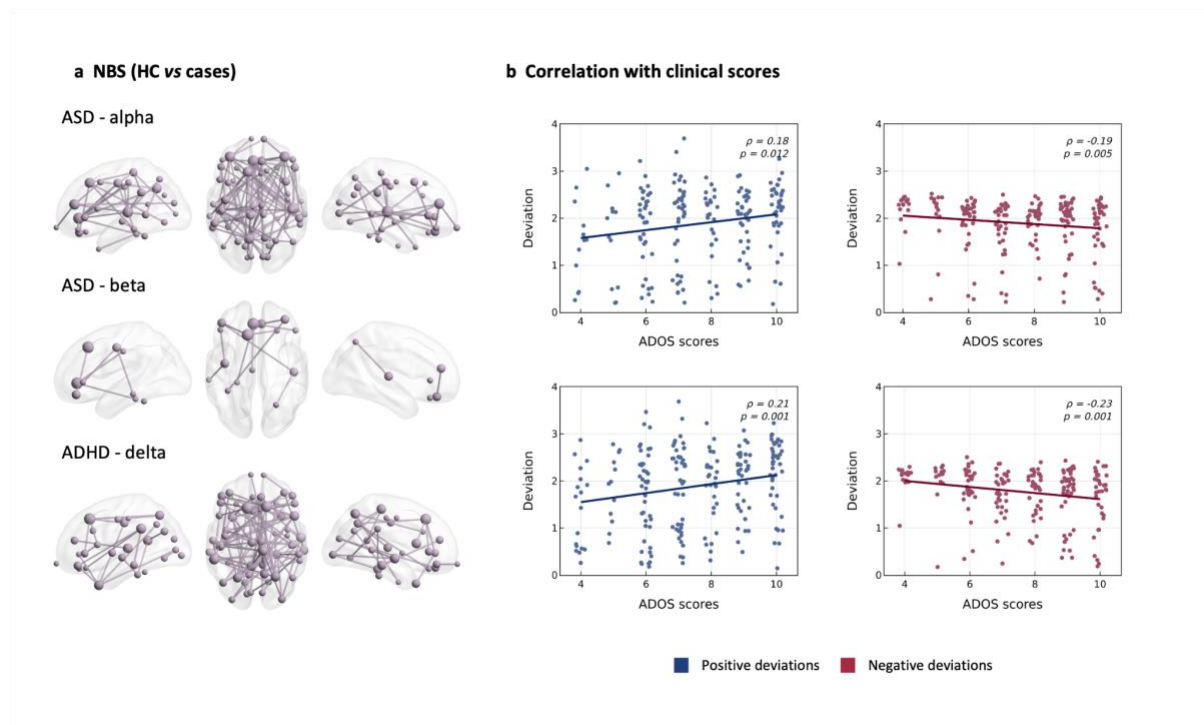 a NBS (HC vs cases)
ASD - alpha
ASD - beta
ADHD - delta
b Correlation with clinical scores
4
3
2
1
0
Deviation
4 6 8 10
ADOS scores
ρ = 0.18
p = 0.012
4
3
2
1
0
Deviation
4 6 8 10
ADOS scores
ρ = -0.19
p = 0.005
4
3
2
1
0
Deviation
4 6 8 10
ADOS scores
ρ = 0.21
p = 0.001
4
3
2
1
0
Deviation
4 6 8 10
ADOS scores
ρ = -0.23
p = 0.001
Positive deviations Negative deviations